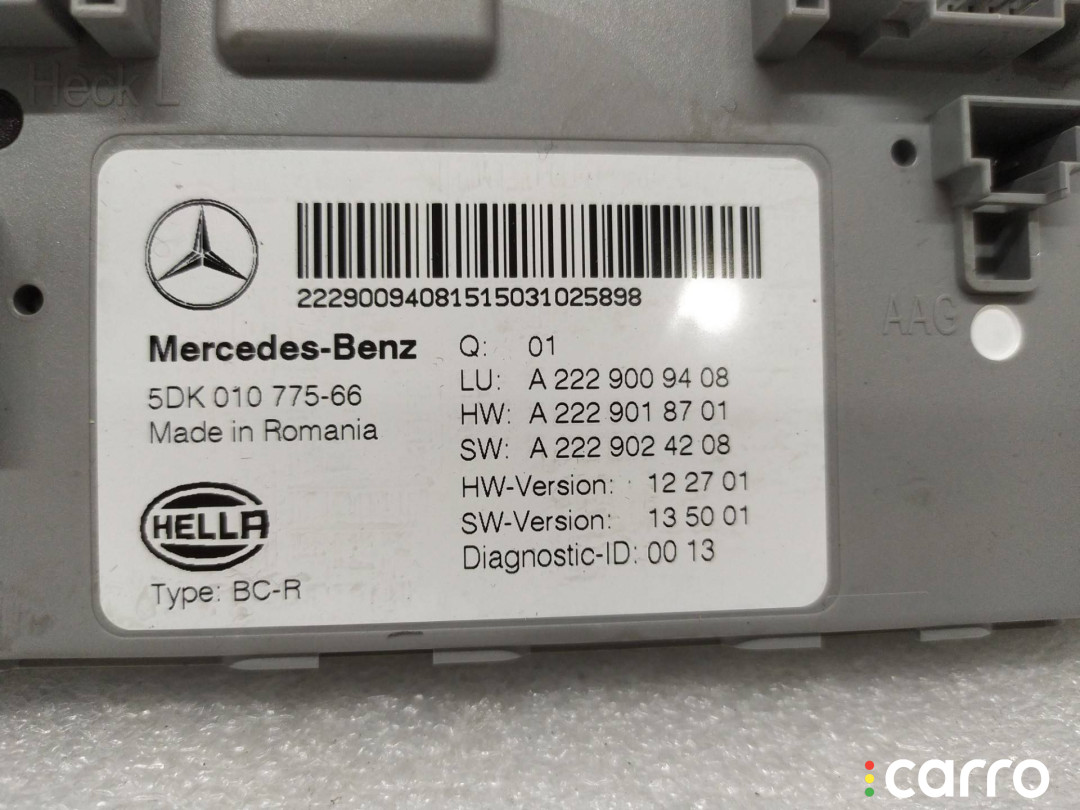 Heck L
22290094081515031025898
Mercedes-Benz
5DK 010 775-66
Made in Romania
HELLA
Type: BC-R
Q: 01
LU: A 222 900 94 08
HW: A 222 901 87 01
SW: A 222 902 42 08
HW-Version: 12 27 01
SW-Version: 13 50 01
Diagnostic-ID: 00 13
AAG
carro